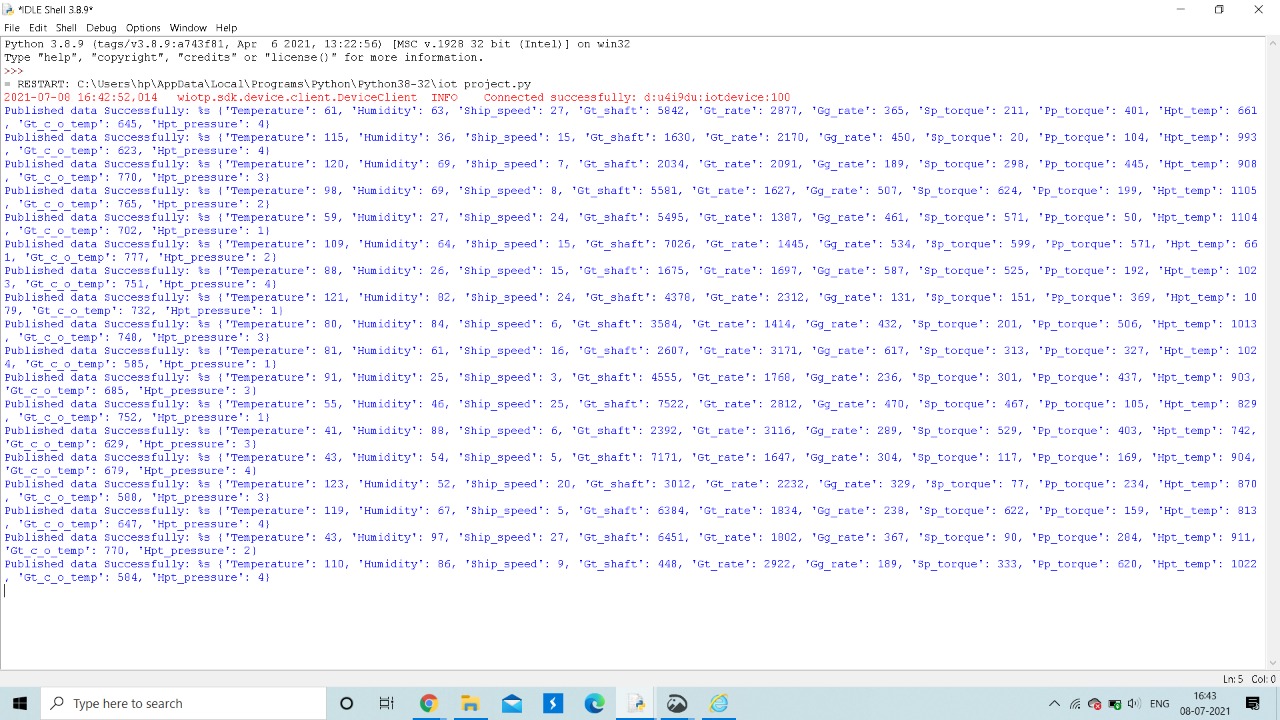 *IDLE Shell 3.8.9*
File Edit Shell Debug Options Window Help
Python 3.8.9 (tags/v3.8.9:a743f81, Apr  6 2021, 13:22:56) [MSC v.1928 32 bit (Intel)] on win32
Type "help", "copyright", "credits" or "license()" for more information.
>>>
= RESTART: C:\Users\hp\AppData\Local\Programs\Python\Python38-32\iot project.py
2021-07-08 16:42:52,014   wiotp.sdk.device.client.DeviceClient  INFO    Connected successfully: d:u4i9du:iotdevice:100
Published data Successfully: %s {'Temperature': 61, 'Humidity': 63, 'Ship_speed': 27, 'Gt_shaft': 5842, 'Gt_rate': 2877, 'Gg_rate': 365, 'Sp_torque': 211, 'Pp_torque': 401, 'Hpt_temp': 661
, 'Gt_c_o_temp': 645, 'Hpt_pressure': 4}
Published data Successfully: %s {'Temperature': 115, 'Humidity': 36, 'Ship_speed': 15, 'Gt_shaft': 1630, 'Gt_rate': 2170, 'Gg_rate': 450, 'Sp_torque': 20, 'Pp_torque': 104, 'Hpt_temp': 993
, 'Gt_c_o_temp': 623, 'Hpt_pressure': 4}
Published data Successfully: %s {'Temperature': 120, 'Humidity': 69, 'Ship_speed': 7, 'Gt_shaft': 2034, 'Gt_rate': 2091, 'Gg_rate': 189, 'Sp_torque': 298, 'Pp_torque': 445, 'Hpt_temp': 908
, 'Gt_c_o_temp': 770, 'Hpt_pressure': 3}
Published data Successfully: %s {'Temperature': 98, 'Humidity': 69, 'Ship_speed': 8, 'Gt_shaft': 5581, 'Gt_rate': 1627, 'Gg_rate': 507, 'Sp_torque': 624, 'Pp_torque': 199, 'Hpt_temp': 1105
, 'Gt_c_o_temp': 765, 'Hpt_pressure': 2}
Published data Successfully: %s {'Temperature': 59, 'Humidity': 27, 'Ship_speed': 24, 'Gt_shaft': 5495, 'Gt_rate': 1387, 'Gg_rate': 461, 'Sp_torque': 571, 'Pp_torque': 50, 'Hpt_temp': 1104
, 'Gt_c_o_temp': 702, 'Hpt_pressure': 1}
Published data Successfully: %s {'Temperature': 109, 'Humidity': 64, 'Ship_speed': 15, 'Gt_shaft': 7026, 'Gt_rate': 1445, 'Gg_rate': 534, 'Sp_torque': 599, 'Pp_torque': 571, 'Hpt_temp': 66
1, 'Gt_c_o_temp': 777, 'Hpt_pressure': 2}
Published data Successfully: %s {'Temperature': 88, 'Humidity': 26, 'Ship_speed': 15, 'Gt_shaft': 1675, 'Gt_rate': 1697, 'Gg_rate': 587, 'Sp_torque': 525, 'Pp_torque': 192, 'Hpt_temp': 102
3, 'Gt_c_o_temp': 751, 'Hpt_pressure': 4}
Published data Successfully: %s {'Temperature': 121, 'Humidity': 82, 'Ship_speed': 24, 'Gt_shaft': 4370, 'Gt_rate': 2312, 'Gg_rate': 131, 'Sp_torque': 151, 'Pp_torque': 369, 'Hpt_temp': 10
79, 'Gt_c_o_temp': 732, 'Hpt_pressure': 1}
Published data Successfully: %s {'Temperature': 80, 'Humidity': 84, 'Ship_speed': 6, 'Gt_shaft': 3584, 'Gt_rate': 1414, 'Gg_rate': 432, 'Sp_torque': 201, 'Pp_torque': 506, 'Hpt_temp': 1013
, 'Gt_c_o_temp': 740, 'Hpt_pressure': 3}
Published data Successfully: %s {'Temperature': 81, 'Humidity': 61, 'Ship_speed': 16, 'Gt_shaft': 2607, 'Gt_rate': 3171, 'Gg_rate': 617, 'Sp_torque': 313, 'Pp_torque': 327, 'Hpt_temp': 102
4, 'Gt_c_o_temp': 585, 'Hpt_pressure': 1}
Published data Successfully: %s {'Temperature': 91, 'Humidity': 25, 'Ship_speed': 3, 'Gt_shaft': 4555, 'Gt_rate': 1760, 'Gg_rate': 236, 'Sp_torque': 301, 'Pp_torque': 437, 'Hpt_temp': 903,
'Gt_c_o_temp': 685, 'Hpt_pressure': 3}
Published data Successfully: %s {'Temperature': 55, 'Humidity': 46, 'Ship_speed': 25, 'Gt_shaft': 7522, 'Gt_rate': 2812, 'Gg_rate': 470, 'Sp_torque': 467, 'Pp_torque': 105, 'Hpt_temp': 829
, 'Gt_c_o_temp': 752, 'Hpt_pressure': 1}
Published data Successfully: %s {'Temperature': 41, 'Humidity': 88, 'Ship_speed': 6, 'Gt_shaft': 2392, 'Gt_rate': 3116, 'Gg_rate': 289, 'Sp_torque': 529, 'Pp_torque': 403, 'Hpt_temp': 742,
'Gt_c_o_temp': 629, 'Hpt_pressure': 3}
Published data Successfully: %s {'Temperature': 43, 'Humidity': 54, 'Ship_speed': 5, 'Gt_shaft': 7171, 'Gt_rate': 1647, 'Gg_rate': 304, 'Sp_torque': 117, 'Pp_torque': 169, 'Hpt_temp': 904,
'Gt_c_o_temp': 679, 'Hpt_pressure': 4}
Published data Successfully: %s {'Temperature': 123, 'Humidity': 52, 'Ship_speed': 20, 'Gt_shaft': 3012, 'Gt_rate': 2232, 'Gg_rate': 329, 'Sp_torque': 77, 'Pp_torque': 234, 'Hpt_temp': 870
, 'Gt_c_o_temp': 580, 'Hpt_pressure': 3}
Published data Successfully: %s {'Temperature': 119, 'Humidity': 67, 'Ship_speed': 5, 'Gt_shaft': 6384, 'Gt_rate': 1834, 'Gg_rate': 238, 'Sp_torque': 622, 'Pp_torque': 159, 'Hpt_temp': 813
, 'Gt_c_o_temp': 647, 'Hpt_pressure': 4}
Published data Successfully: %s {'Temperature': 43, 'Humidity': 97, 'Ship_speed': 27, 'Gt_shaft': 6451, 'Gt_rate': 1802, 'Gg_rate': 367, 'Sp_torque': 90, 'Pp_torque': 284, 'Hpt_temp': 911,
'Gt_c_o_temp': 770, 'Hpt_pressure': 2}
Published data Successfully: %s {'Temperature': 110, 'Humidity': 86, 'Ship_speed': 9, 'Gt_shaft': 448, 'Gt_rate': 2922, 'Gg_rate': 189, 'Sp_torque': 333, 'Pp_torque': 620, 'Hpt_temp': 1022
, 'Gt_c_o_temp': 584, 'Hpt_pressure': 4}
Ln: 5 Col: 0
Type here to search
ENG
16:43
08-07-2021